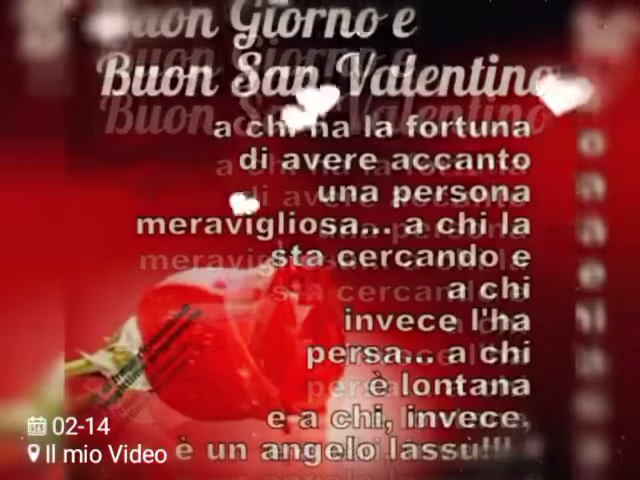 Buon Giorno e
Buon San Valentino
a chi ha la fortuna
di avere accanto
una persona
meravigliosa... a chi la
sta cercando e
a chi
invece l'ha
persa... a chi
è lontana
e a chi, invece,
è un angelo lassù!!!
02-14
Il mio Video